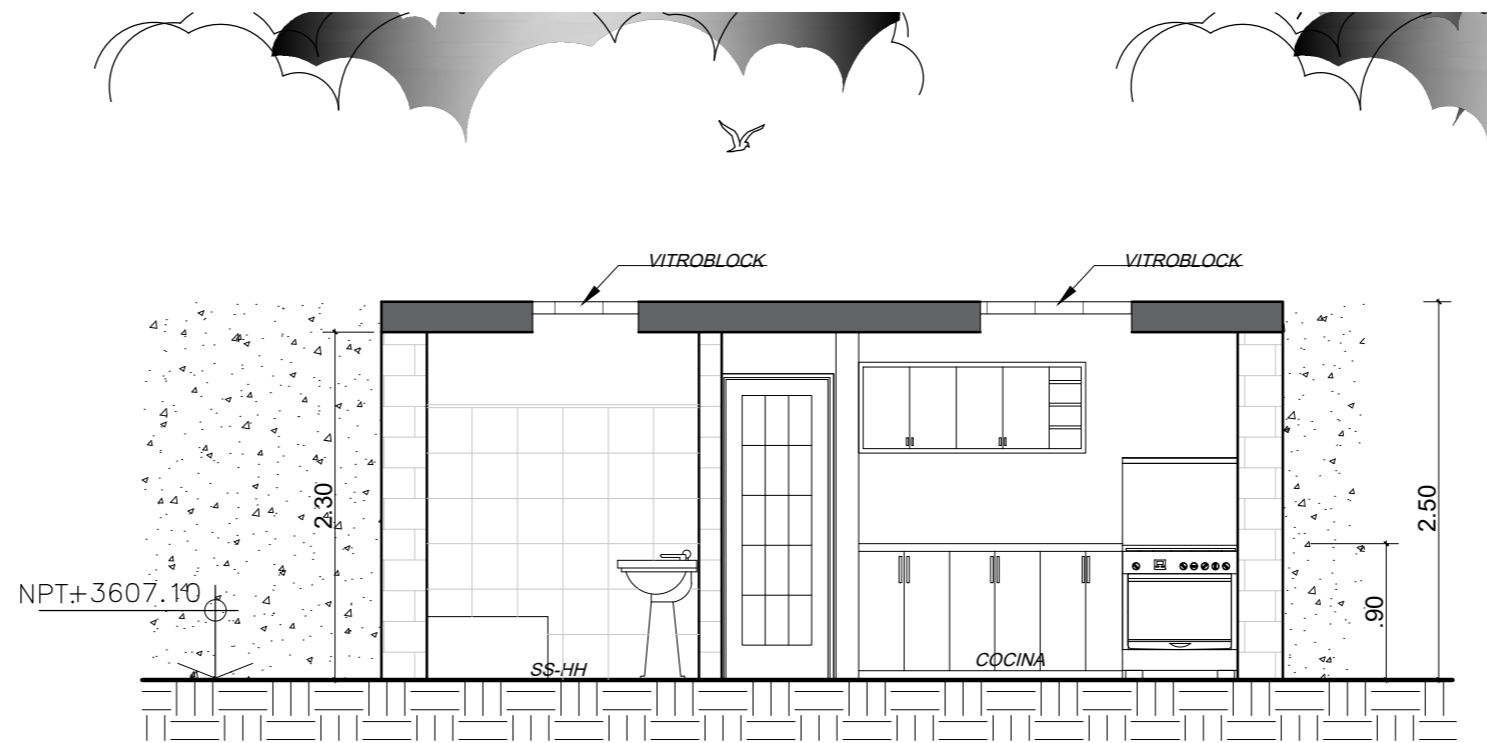 VITROBLOCK
VITROBLOCK
2.30
2.50
NPT+3607.10
.90
SS-HH
COCINA